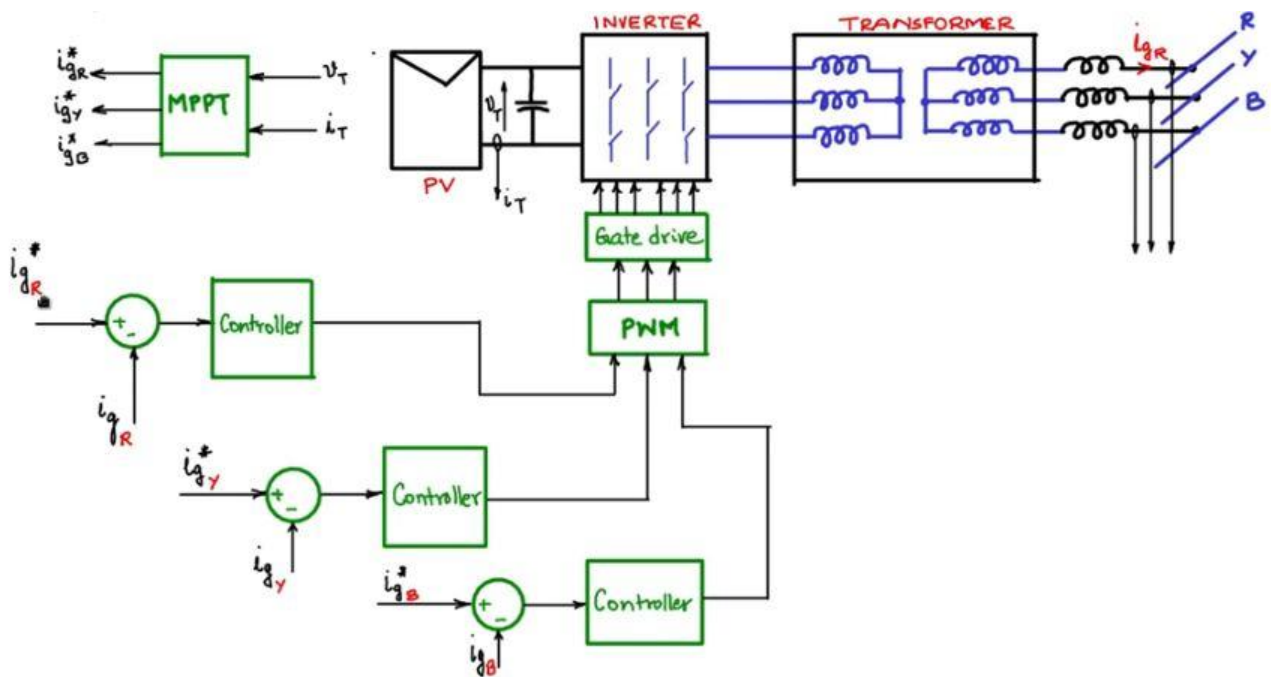 INVERTER
TRANSFORMER
i*gR
i*gY
i*gB
MPPT
vT
iT
PV
vT
iT
igR
R
Y
B
Gate drive
PWM
i*gR
+
-
Controller
igR
i*gY
+
-
Controller
igY
i*gB
+
-
Controller
igB